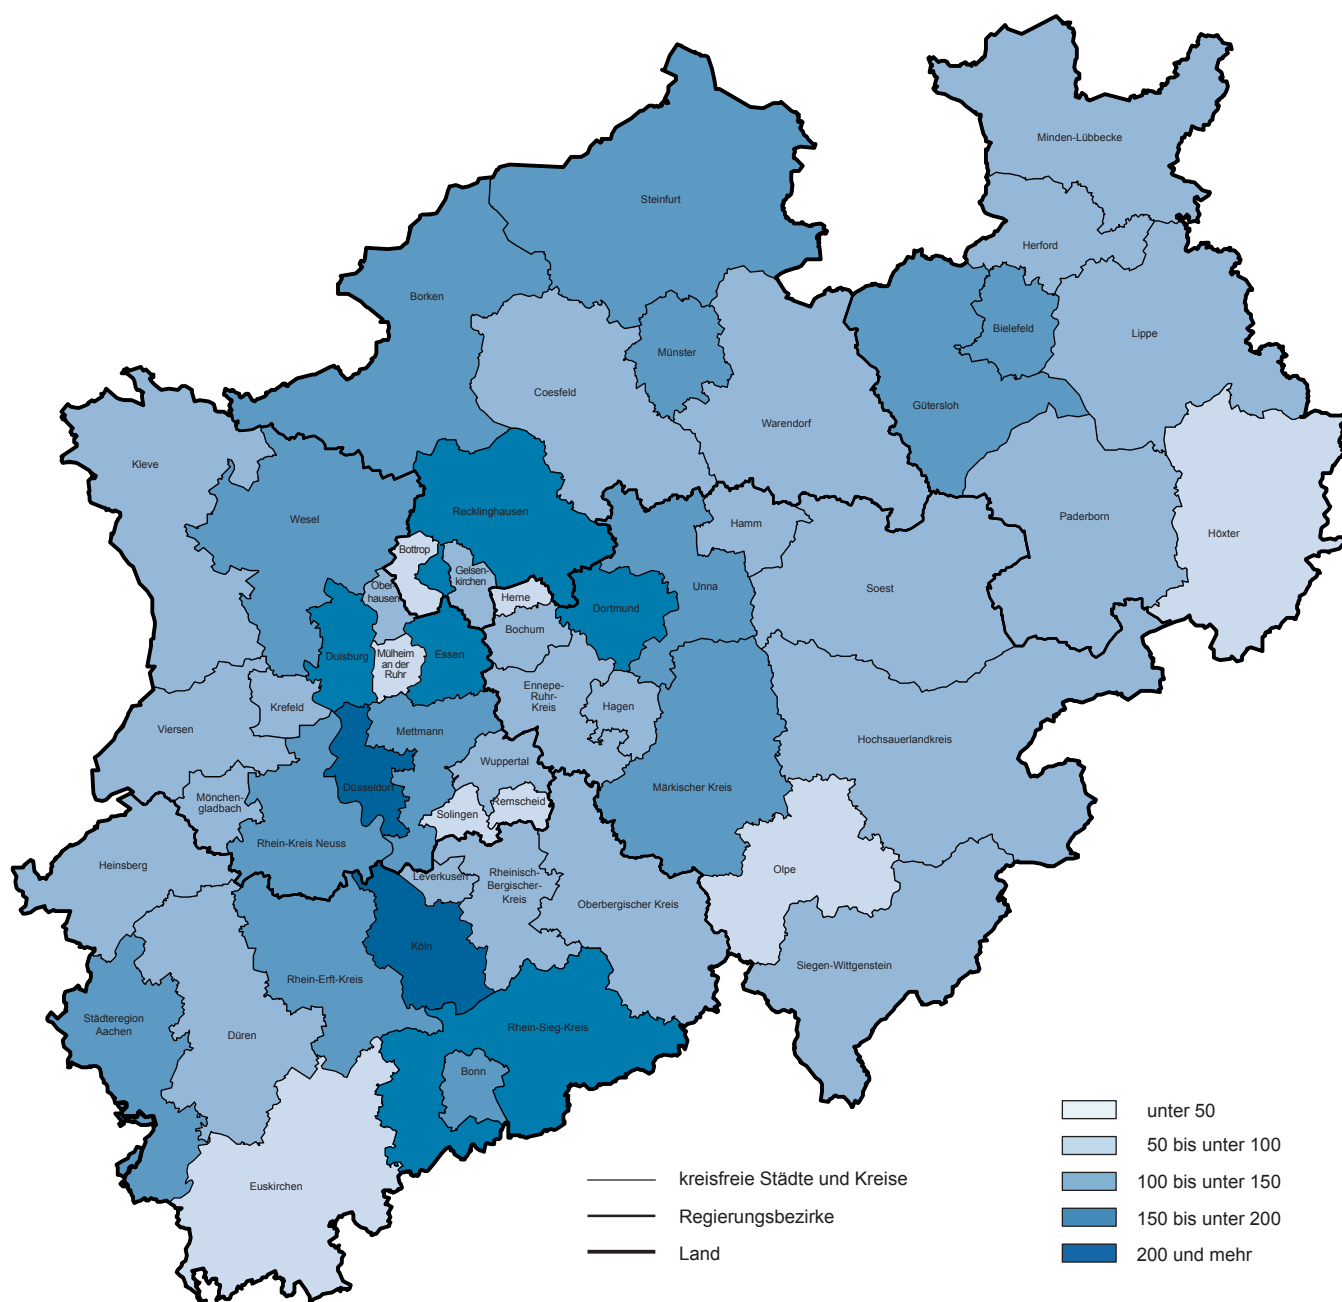 Minden-Lübbecke
Steinfurt
Herford
Borken
Bielefeld
Lippe
Münster
Coesfeld
Gütersloh
Warendorf
Kleve
Recklinghausen
Wesel
Paderborn
Hamm
Höxter
Bottrop
Gelsen-
kirchen
Ober-
hausen
Unna
Soest
Herne
Dortmund
Bochum
Duisburg
Mülheim
an der
Ruhr
Essen
Ennepe-
Ruhr-
Kreis
Hagen
Krefeld
Viersen
Mettmann
Hochsauerlandkreis
Wuppertal
Düsseldorf
Märkischer Kreis
Mönchen-
gladbach
Remscheid
Solingen
Rhein-Kreis Neuss
Heinsberg
Olpe
Leverkusen
Rheinisch-
Bergischer-
Kreis
Oberbergischer Kreis
Köln
Siegen-Wittgenstein
Rhein-Erft-Kreis
Städteregion
Aachen
Düren
Rhein-Sieg-Kreis
Bonn
Euskirchen
kreisfreie Städte und Kreise
Regierungsbezirke
Land
unter 50
50 bis unter 100
100 bis unter 150
150 bis unter 200
200 und mehr